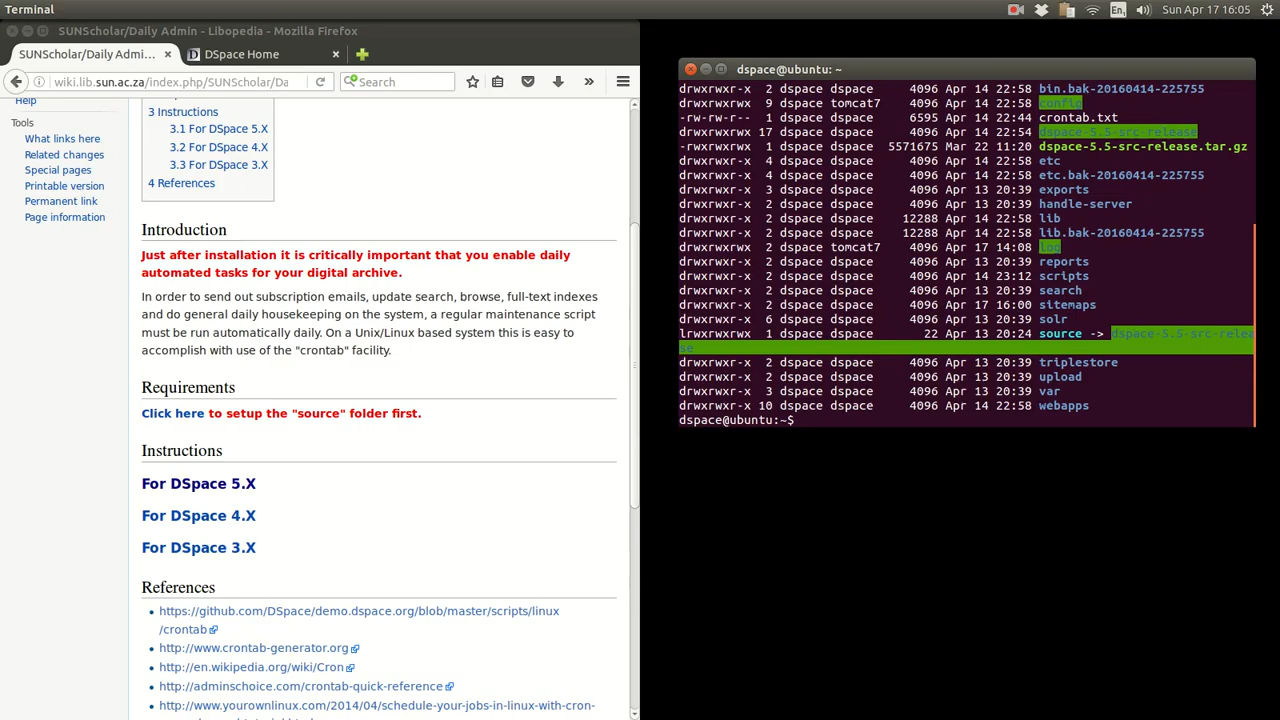 Terminal
En1
Sun Apr 17 16:05
SUNScholar/Daily Admin - Libopedia - Mozilla Firefox
SUNScholar/Daily Admi... ×
DSpace Home ×
wiki.lib.sun.ac.za/index.php/SUNScholar/Da
Search
Help
Tools
What links here
Related changes
Special pages
Printable version
Permanent link
Page information
3 Instructions
3.1 For DSpace 5.X
3.2 For DSpace 4.X
3.3 For DSpace 3.X
4 References
Introduction
Just after installation it is critically important that you enable daily
automated tasks for your digital archive.
In order to send out subscription emails, update search, browse, full-text indexes
and do general daily housekeeping on the system, a regular maintenance script
must be run automatically daily. On a Unix/Linux based system this is easy to
accomplish with use of the "crontab" facility.
Requirements
Click here to setup the "source" folder first.
Instructions
For DSpace 5.X
For DSpace 4.X
For DSpace 3.X
References
https://github.com/DSpace/demo.dspace.org/blob/master/scripts/linux
/crontab
http://www.crontab-generator.org
http://en.wikipedia.org/wiki/Cron
http://adminschoice.com/crontab-quick-reference
http://www.yourownlinux.com/2014/04/schedule-your-jobs-in-linux-with-cron-
dspace@ubuntu: ~
drwxrwxr-x 2 dspace dspace 4096 Apr 14 22:58 bin.bak-20160414-225755
drwxrwxrwx 9 dspace tomcat7 4096 Apr 14 22:58 config
-rw-rw-r-- 1 dspace dspace 6595 Apr 14 22:44 crontab.txt
drwxrwxrwx 17 dspace dspace 4096 Apr 14 22:54 dspace-5.5-src-release
-rwxrwxrwx 1 dspace dspace 5571675 Mar 22 11:20 dspace-5.5-src-release.tar.gz
drwxrwxr-x 4 dspace dspace 4096 Apr 14 22:58 etc
drwxrwxr-x 4 dspace dspace 4096 Apr 14 22:58 etc.bak-20160414-225755
drwxrwxr-x 3 dspace dspace 4096 Apr 13 20:39 exports
drwxrwxr-x 2 dspace dspace 4096 Apr 13 20:39 handle-server
drwxrwxr-x 2 dspace dspace 12288 Apr 14 22:58 lib
drwxrwxr-x 2 dspace dspace 12288 Apr 14 22:58 lib.bak-20160414-225755
drwxrwxrwx 2 dspace tomcat7 4096 Apr 17 14:08 log
drwxrwxr-x 2 dspace dspace 4096 Apr 13 20:39 reports
drwxrwxr-x 2 dspace dspace 4096 Apr 14 23:12 scripts
drwxrwxr-x 2 dspace dspace 4096 Apr 13 20:39 search
drwxrwxr-x 2 dspace dspace 4096 Apr 17 16:00 sitemaps
drwxrwxr-x 6 dspace dspace 4096 Apr 13 20:39 solr
lrwxrwxrwx 1 dspace dspace 22 Apr 13 20:24 source -> dspace-5.5-src-relea
se
drwxrwxr-x 2 dspace dspace 4096 Apr 13 20:39 triplestore
drwxrwxr-x 2 dspace dspace 4096 Apr 13 20:39 upload
drwxrwxr-x 3 dspace dspace 4096 Apr 13 20:39 var
drwxrwxr-x 10 dspace dspace 4096 Apr 14 22:58 webapps
dspace@ubuntu:~$